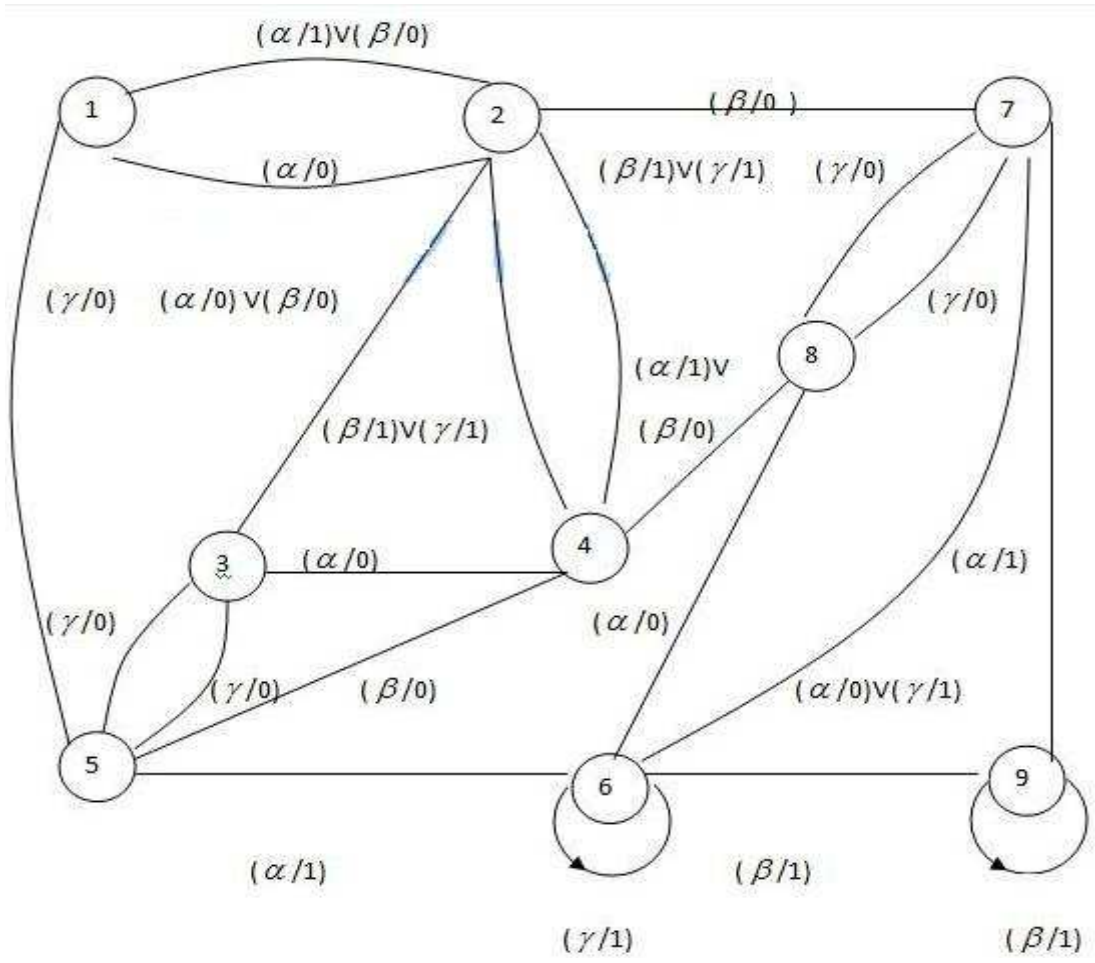 (α/1)V(β/0)
1
2
(β/0 )
7
(α/0)
(β/1)V(γ/1)
(γ/0)
(γ/0)
(α/0) V(β/0)
(γ/0)
8
(α/1)V
(β/0)
(β/1)V(γ/1)
3
(α/0)
4
(α/1)
(γ/0)
(α/0)
(γ/0)
(β/0)
(α/0)V(γ/1)
5
6
9
(α/1)
(β/1)
(γ/1)
(β/1)